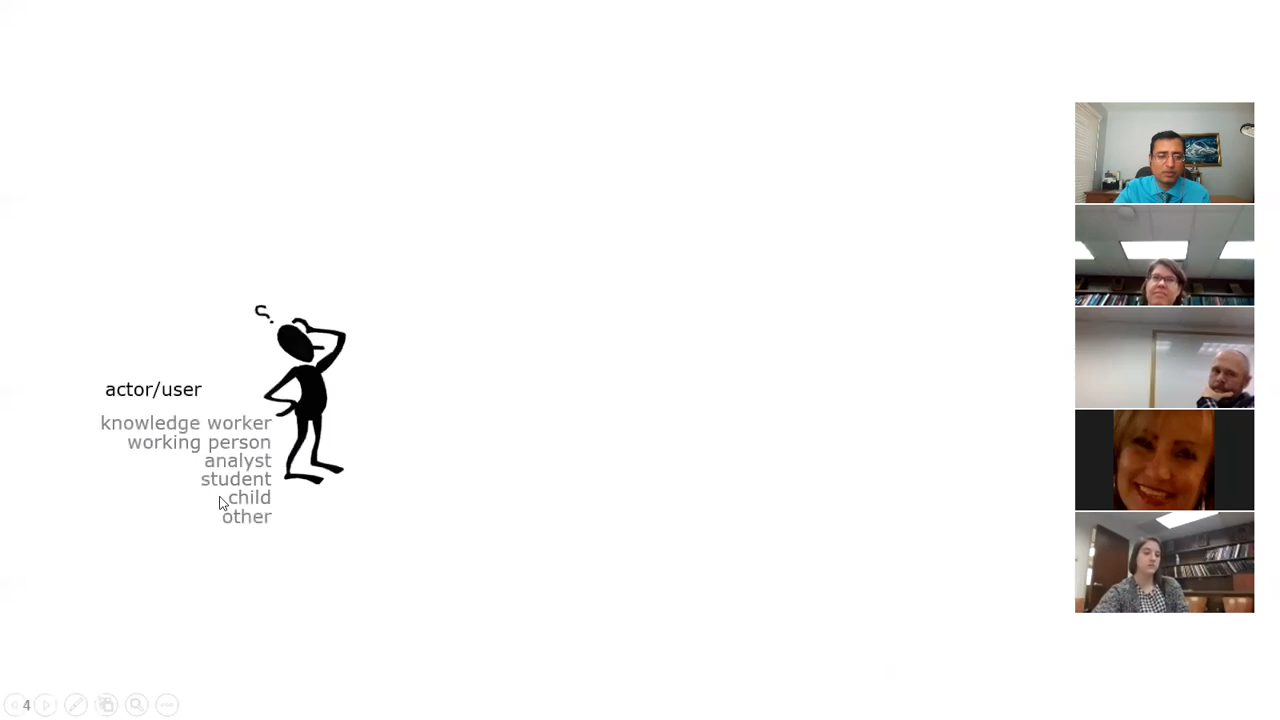 ?
actor/user
knowledge worker
working person
analyst
student
child
other
4